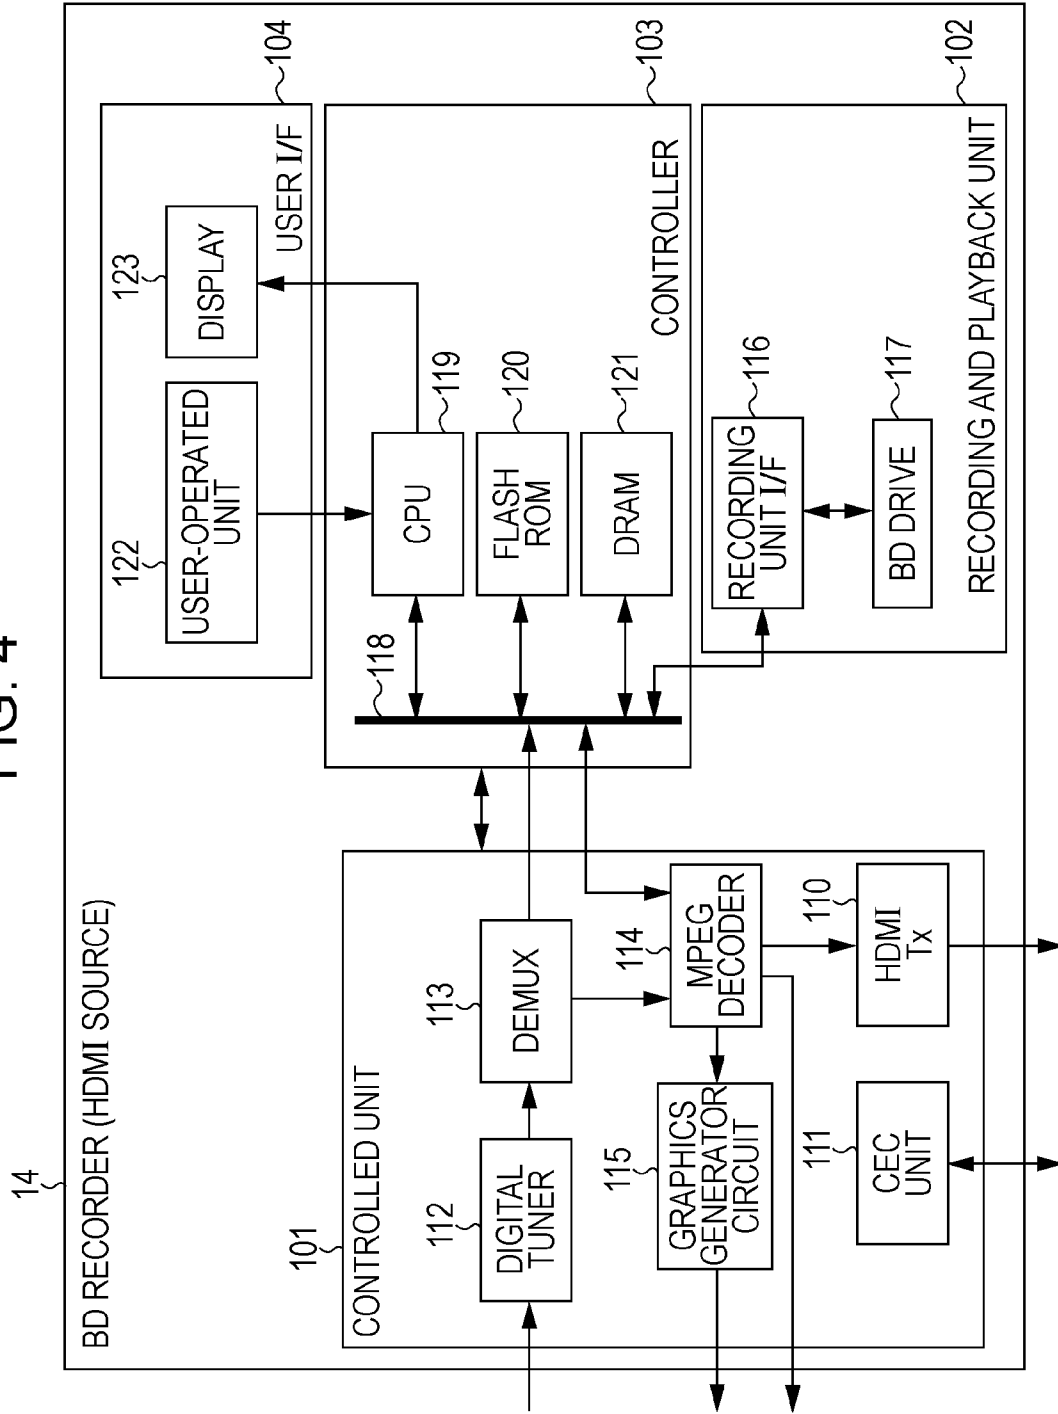 FIG. 4
14
BD RECORDER (HDMI SOURCE)
122
123
104
USER-OPERATED
UNIT
DISPLAY
USER I/F
101
CONTROLLED UNIT
118
119
CPU
112
113
120
DIGITAL
TUNER
DEMUX
FLASH
ROM
121
DRAM
103
CONTROLLER
115
114
GRAPHICS
GENERATOR
CIRCUIT
MPEG
DECODER
116
RECORDING
UNIT I/F
111
110
CEC
UNIT
HDMI
Tx
117
BD DRIVE
102
RECORDING AND PLAYBACK UNIT